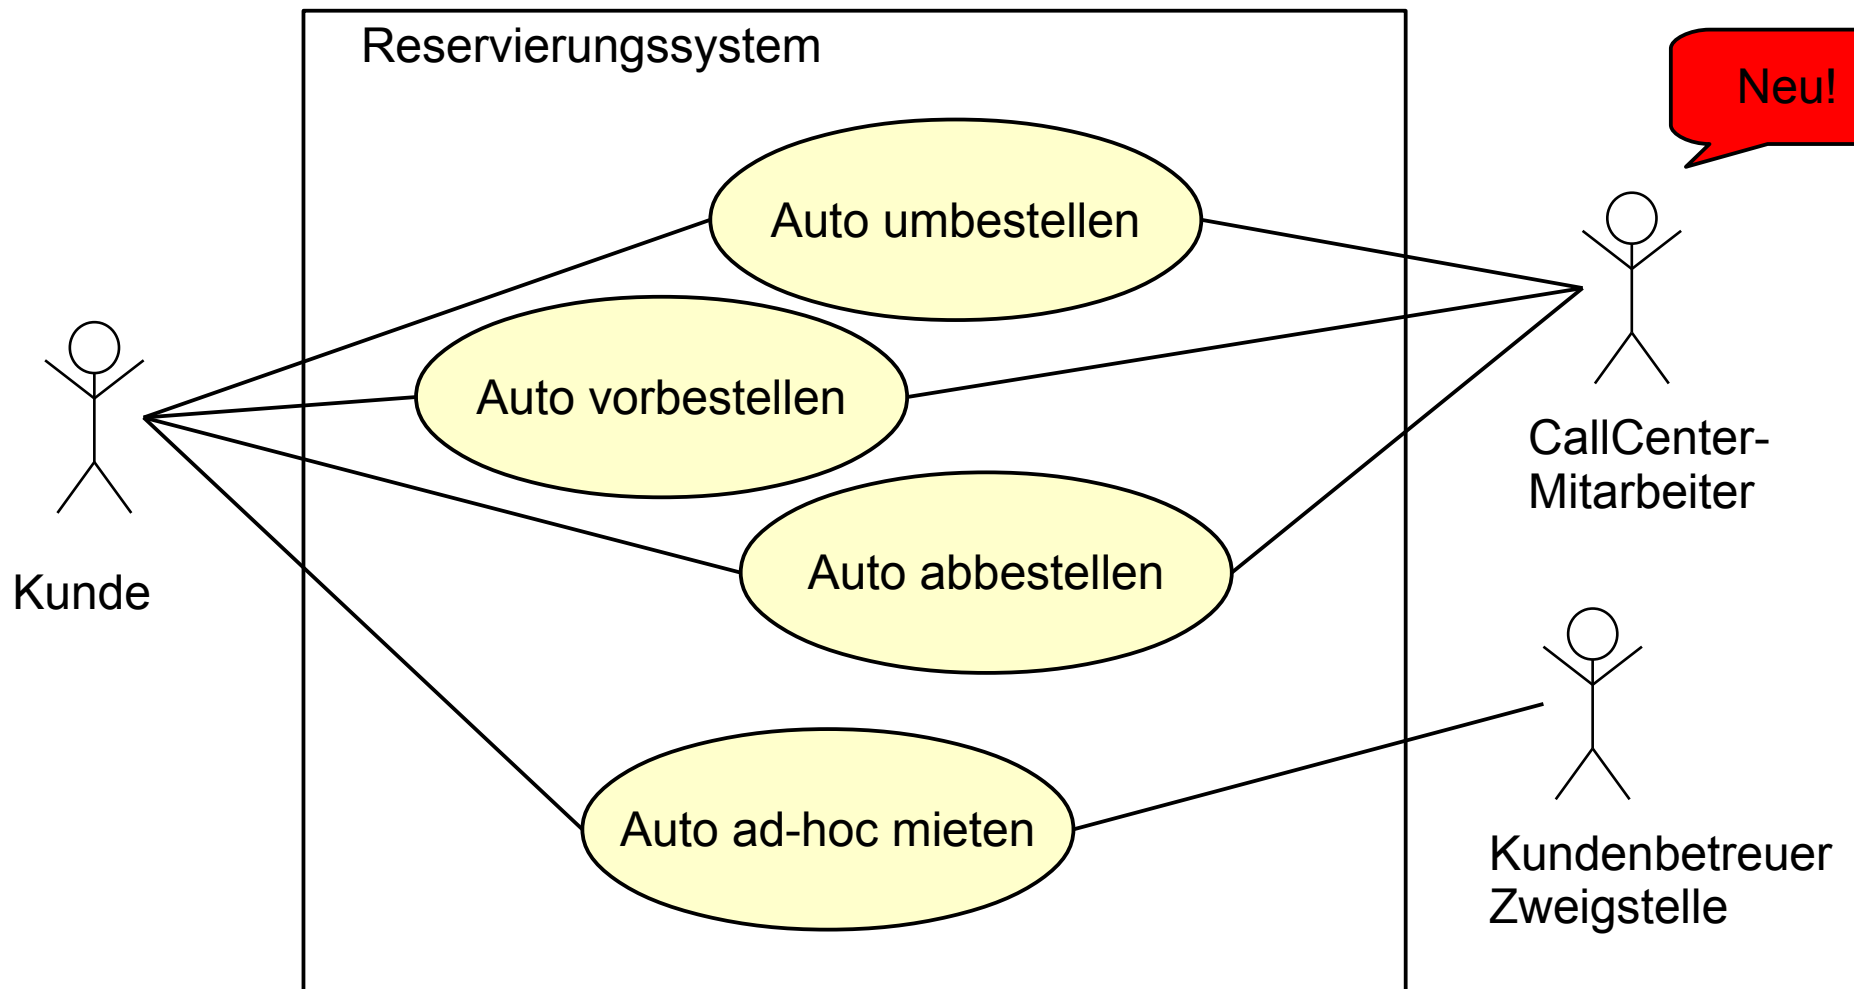 Reservierungssystem
Neu!
Auto umbestellen
Auto vorbestellen
CallCenter-
Mitarbeiter
Auto abbestellen
Kunde
Auto ad-hoc mieten
Kundenbetreuer
Zweigstelle